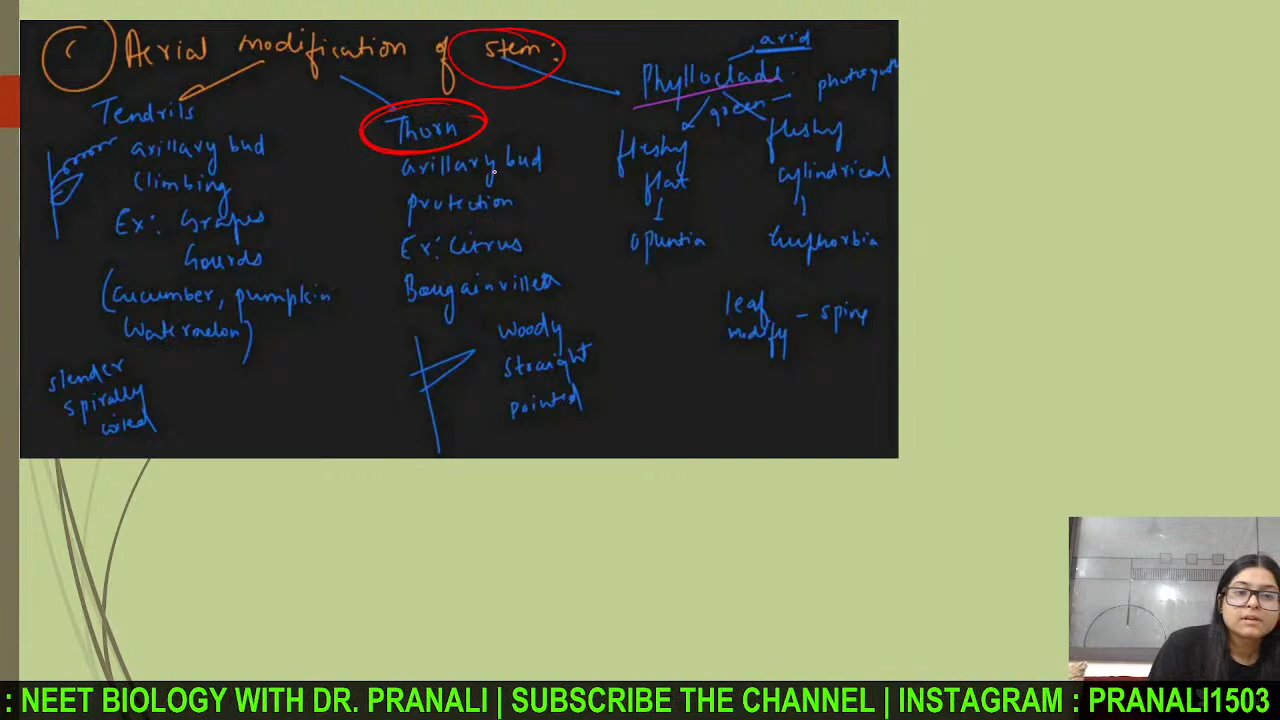 ( Aerial modification of stem:
Tendrils
axillary bud
climbing
Ex: Grapes
Gourds
(cucumber, pumpkin
watermelon)
slender
spirally
coiled
Thorn
axillary bud
protection
Ex: Citrus
Bougainvillea
woody
straight
pointed
arid
Phylloclade
green - photosynth
fleshy
flat
opuntia
fleshy
cylindrical
Euphorbia
leaf
modify - spine
: NEET BIOLOGY WITH DR. PRANALI | SUBSCRIBE THE CHANNEL | INSTAGRAM : PRANALI1503